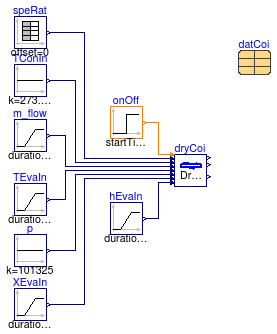 speRat
offset=0
TConIn
k=273....
m_flow
duratio...
TEvaIn
duratio...
p
k=101325
XEvaIn
duratio...
onOff
startTi...
hEvaIn
duratio...
dryCoi
Dr...
datCoi